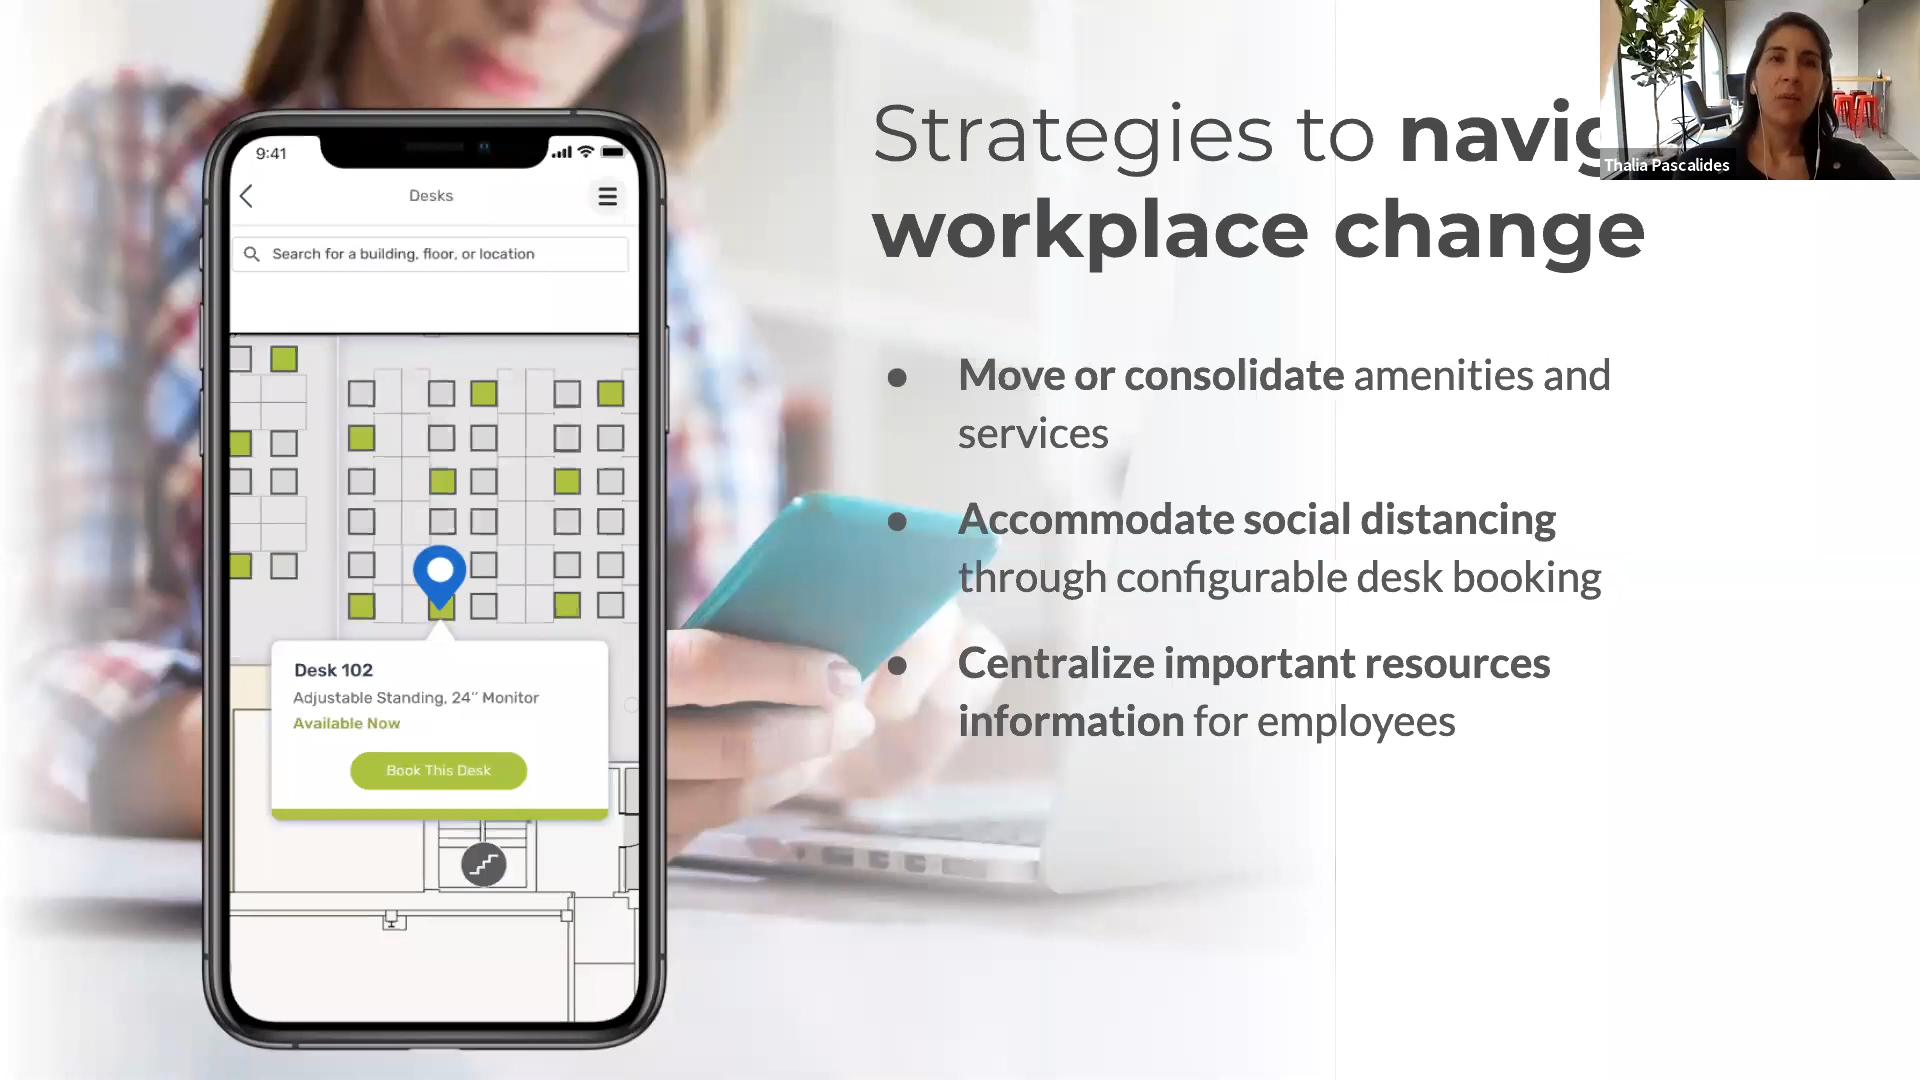 9:41
Desks
Search for a building, floor, or location
Desk 102
Adjustable Standing, 24" Monitor
Available Now
Book This Desk
Strategies to
workplace change
● Move or consolidate amenities and
services
● Accommodate social distancing
through configurable desk booking
● Centralize important resources
information for employees
Thalia Pascalides